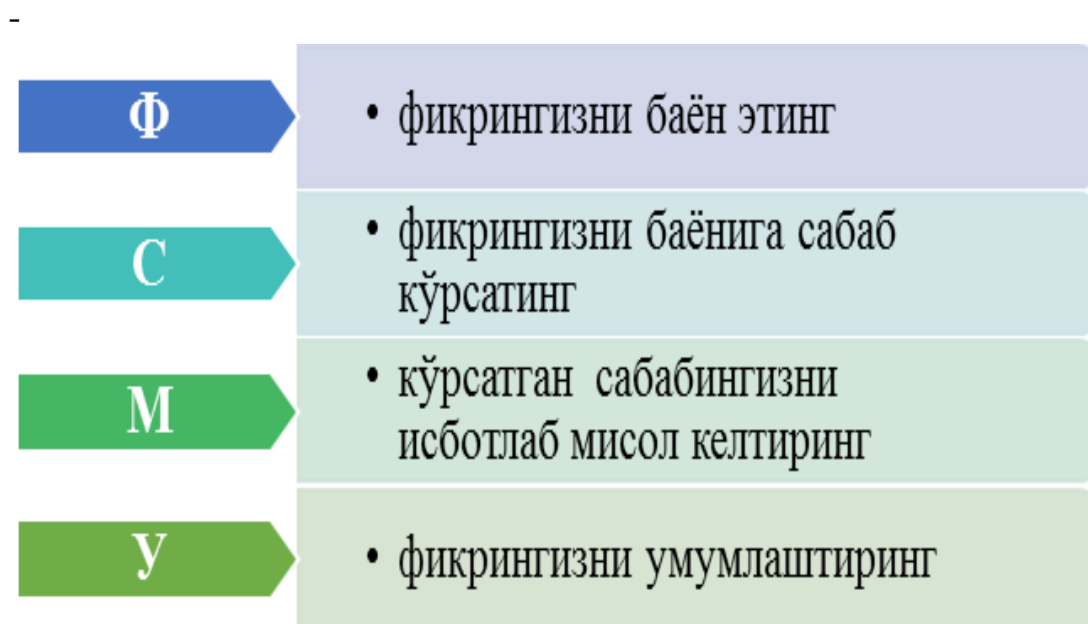 -
Ф
• фикрингизни баён этинг
С
• фикрингизни баёнига сабаб
кўрсатинг
М
• кўрсатган сабабингизни
исботлаб мисол келтиринг
У
• фикрингизни умумлаштиринг